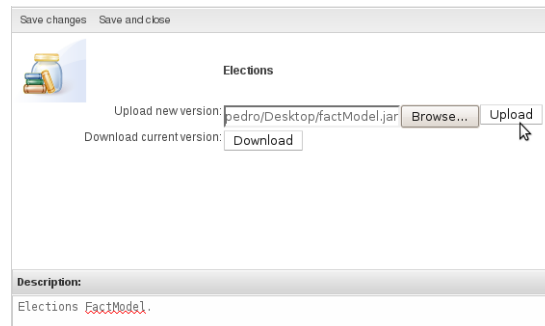 Save changes Save and close
Elections
Upload new version: pedro/Desktop/factModel.jar Browse... Upload
Download current version: Download
Description:
Elections FactModel.